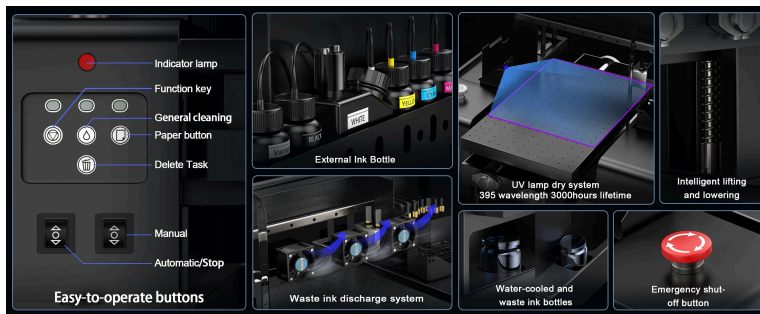 Indicator lamp
Function key
General cleaning
Paper button
Delete Task
Manual
Automatic/Stop
Easy-to-operate buttons
WHITE
YELL
External Ink Bottle
UV lamp dry system
395 wavelength 3000hours lifetime
Intelligent lifting
and lowering
Waste ink discharge system
Water-cooled and
waste ink bottles
Emergency shut-
off button